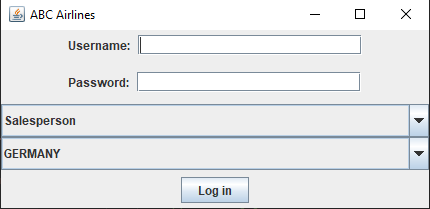 ABC Airlines
Username:
Password:
Salesperson
GERMANY
Log in